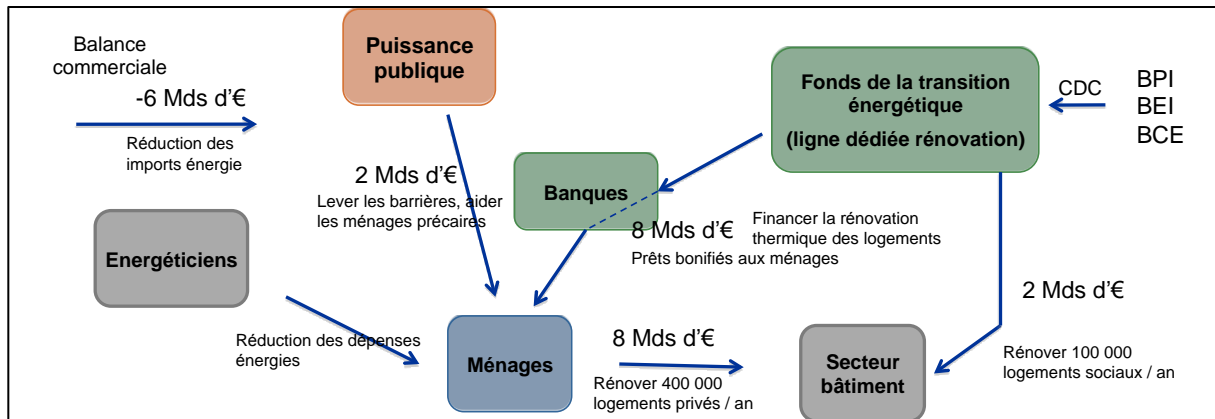 Balance
commerciale
-6 Mds d'€
Réduction des
imports énergie
Puissance
publique
Fonds de la transition
énergétique
(ligne dédiée rénovation)
CDC
BPI
BEI
BCE
2 Mds d'€
Lever les barrières, aider
les ménages précaires
Banques
8 Mds d'€
Financer la rénovation
thermique des logements
Prêts bonifiés aux ménages
Energéticiens
2 Mds d'€
Réduction des dépenses
énergies
Ménages
8 Mds d'€
Rénover 400 000
logements privés / an
Secteur
bâtiment
Rénover 100 000
logements sociaux / an